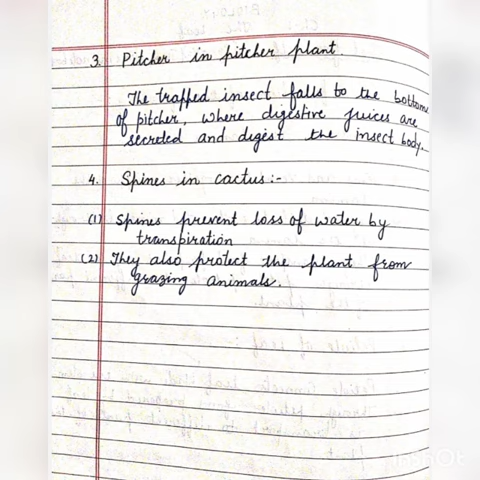 3. Pitcher in pitcher plant.
The trapped insect falls to the bottom
of pitcher, where digestive juices are
secreted and digest the insect body.
4. Spines in cactus:-
(1) Spines prevent loss of water by
transpiration
(2) They also protect the plant from
grazing animals.